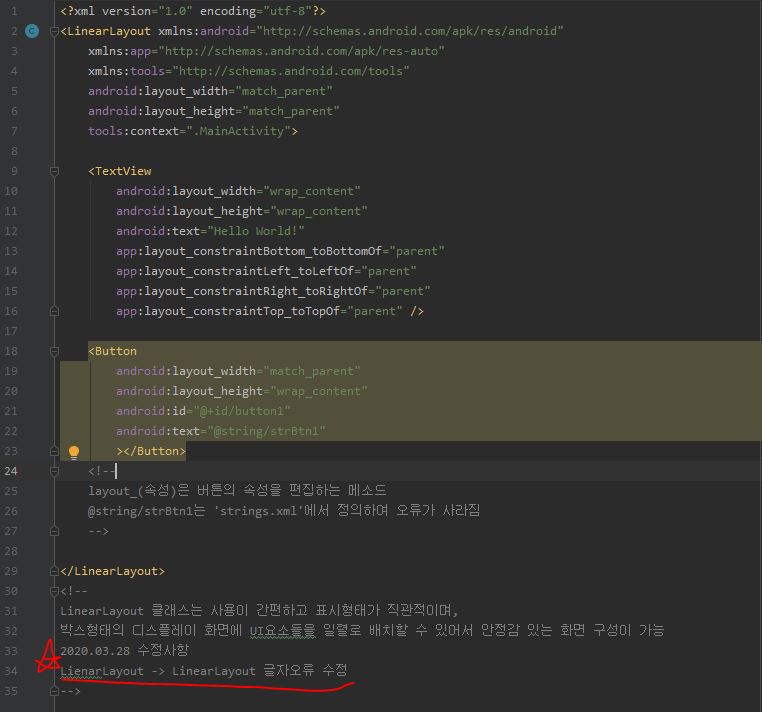 1 <?xml version="1.0" encoding="utf-8"?>
2 <LinearLayout xmlns:android="http://schemas.android.com/apk/res/android"
3 xmlns:app="http://schemas.android.com/apk/res-auto"
4 xmlns:tools="http://schemas.android.com/tools"
5 android:layout_width="match_parent"
6 android:layout_height="match_parent"
7 tools:context=".MainActivity">
8
9 <TextView
10 android:layout_width="wrap_content"
11 android:layout_height="wrap_content"
12 android:text="Hello World!"
13 app:layout_constraintBottom_toBottomOf="parent"
14 app:layout_constraintLeft_toLeftOf="parent"
15 app:layout_constraintRight_toRightOf="parent"
16 app:layout_constraintTop_toTopOf="parent" />
17
18 <Button
19 android:layout_width="match_parent"
20 android:layout_height="wrap_content"
21 android:id="@+id/button1"
22 android:text="@string/strBtn1"
23 ></Button>
24 <!--
25 layout_(속성)은 버튼의 속성을 편집하는 메소드
26 @string/strBtn1는 'strings.xml'에서 정의하여 오류가 사라짐
27 -->
28
29 </LinearLayout>
30 <!--
31 LinearLayout 클래스는 사용이 간편하고 표시형태가 직관적이며,
32 박스형태의 디스플레이 화면에 UI요소들을 일렬로 배치할 수 있어서 안정감 있는 화면 구성이 가능
33 2020.03.28 수정사항
34 LienarLayout -> LinearLayout 글자오류 수정
35 -->